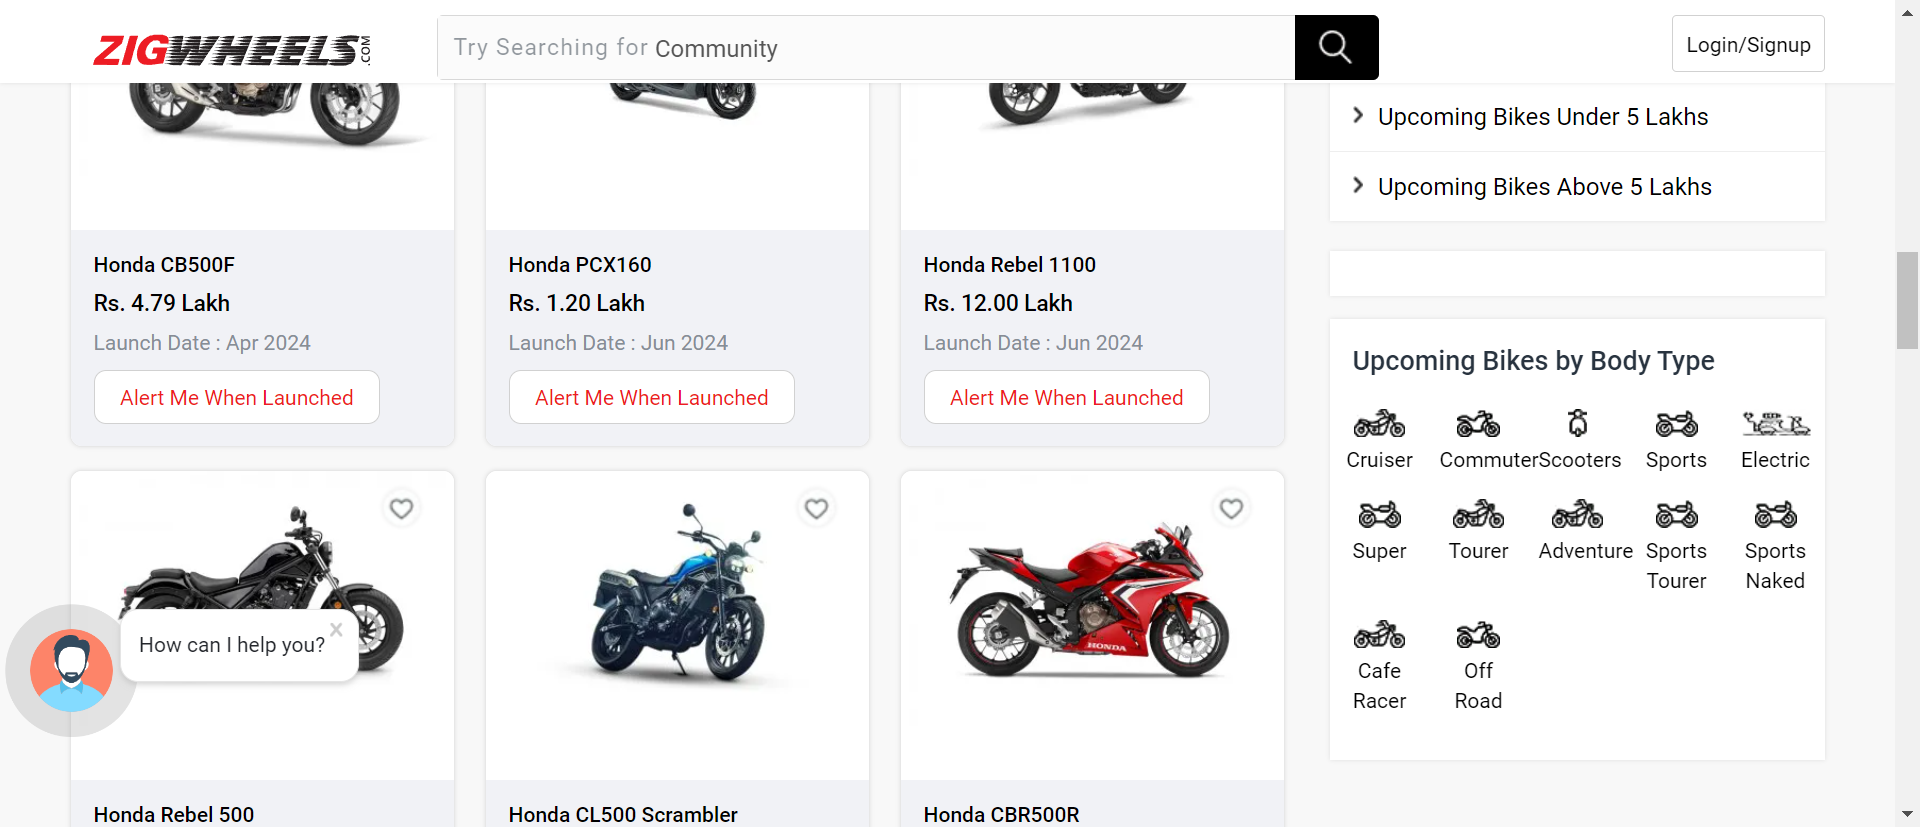 ZIGWHEELS.COM
Try Searching for Community
Login/Signup
Upcoming Bikes Under 5 Lakhs
Upcoming Bikes Above 5 Lakhs
Honda CB500F
Rs. 4.79 Lakh
Launch Date : Apr 2024
Alert Me When Launched
Honda PCX160
Rs. 1.20 Lakh
Launch Date : Jun 2024
Alert Me When Launched
Honda Rebel 1100
Rs. 12.00 Lakh
Launch Date : Jun 2024
Alert Me When Launched
Upcoming Bikes by Body Type
Cruiser
Commuter
Scooters
Sports
Electric
Super
Tourer
Adventure
Sports
Tourer
Sports
Naked
Cafe
Racer
Off
Road
HONDA
How can I help you?
Honda Rebel 500
Honda CL500 Scrambler
Honda CBR500R